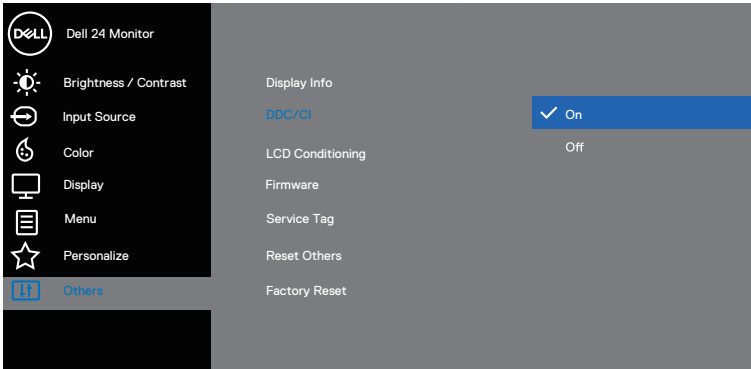 DELL
Dell 24 Monitor
Brightness / Contrast
Input Source
Color
Display
Menu
Personalize
Others
Display Info
DDC/CI
LCD Conditioning
Firmware
Service Tag
Reset Others
Factory Reset
On
Off